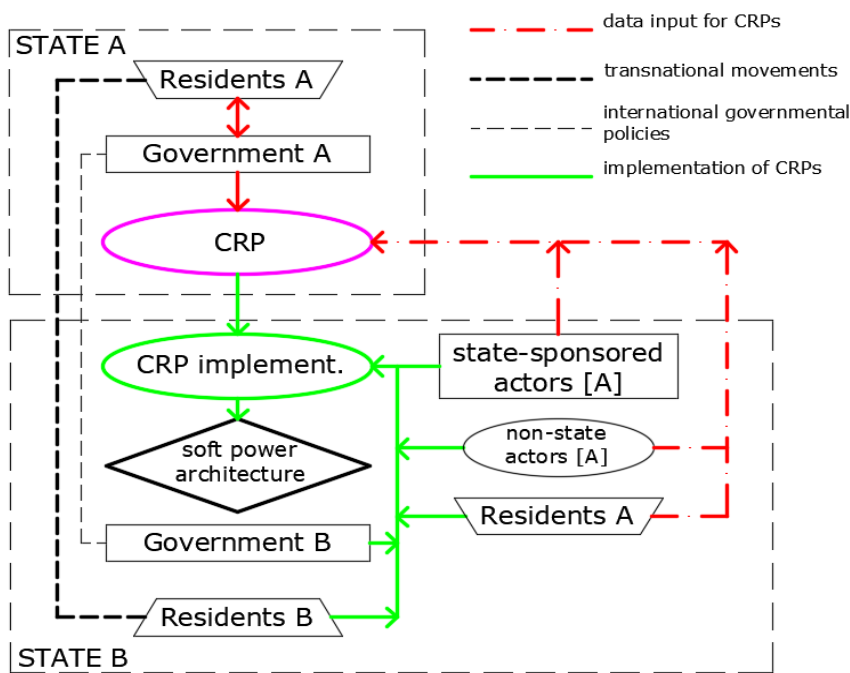 STATE A
Residents A
Government A
CRP
data input for CRPs
transnational movements
international governmental
policies
implementation of CRPs
CRP implement.
soft power
architecture
Government B
Residents B
state-sponsored
actors [A]
non-state
actors [A]
Residents A
STATE B